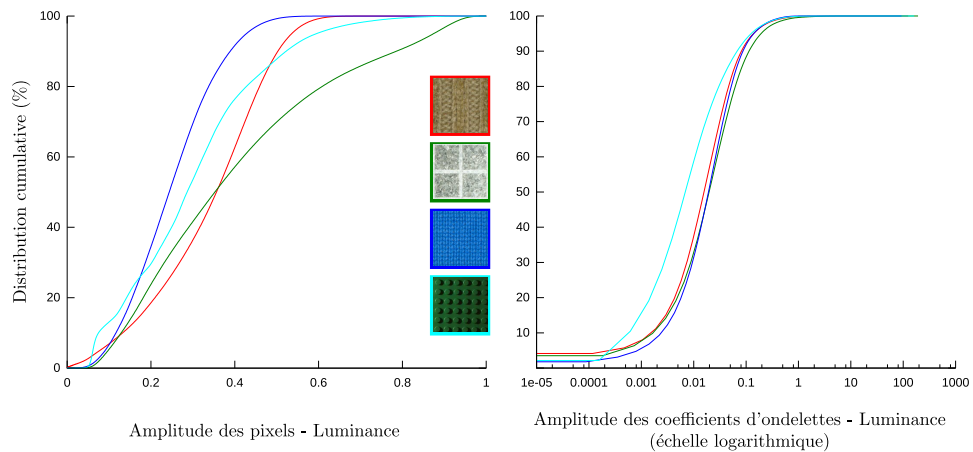 100
80
60
40
20
0
Distribution cumulative (%)
0 0.2 0.4 0.6 0.8 1
Amplitude des pixels - Luminance
100
90
80
70
60
50
40
30
20
10
1e-05 0.0001 0.001 0.01 0.1 1 10 100 1000
Amplitude des coefficients d'ondelettes - Luminance
(échelle logarithmique)